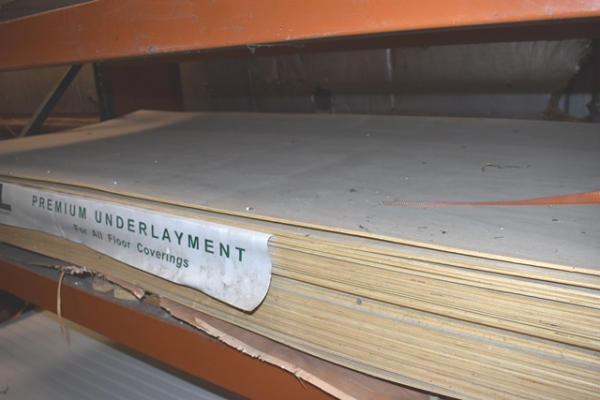 L
PREMIUM UNDERLAYMENT
For All Floor Coverings